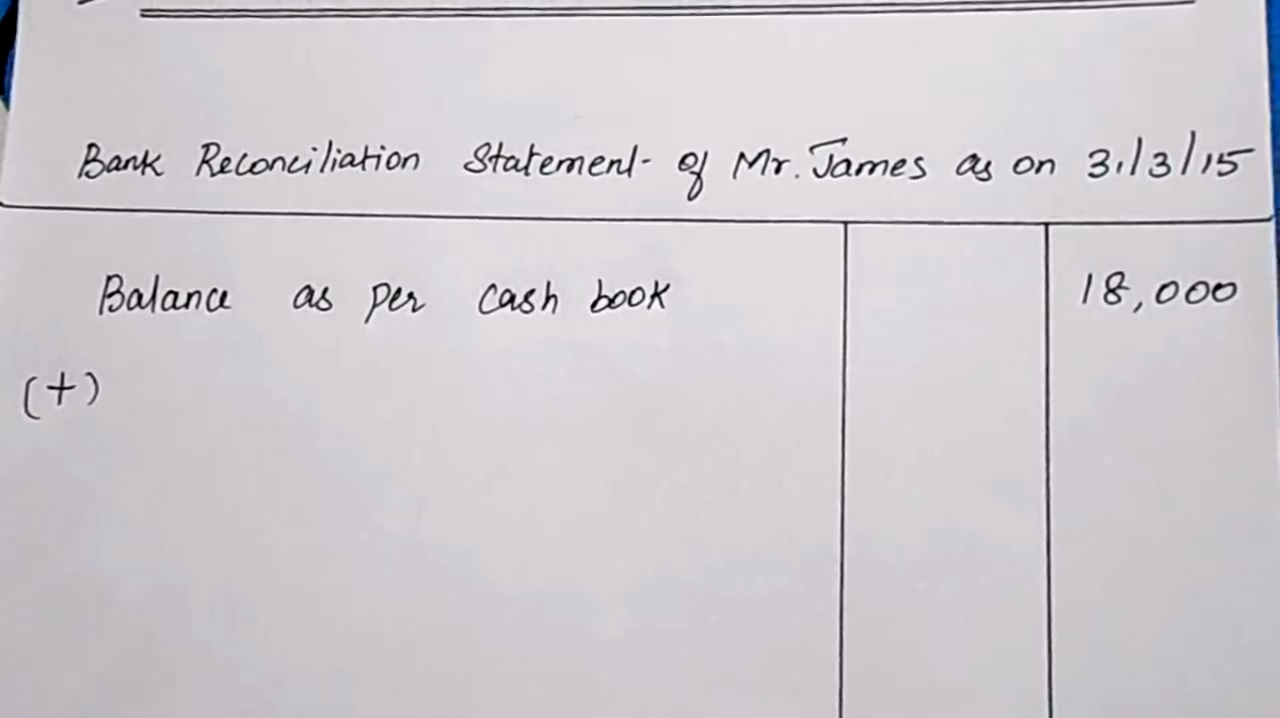 Bank Reconciliation Statement of Mr. James as on 31/3/15
Balance as per cash book 18,000
(+)